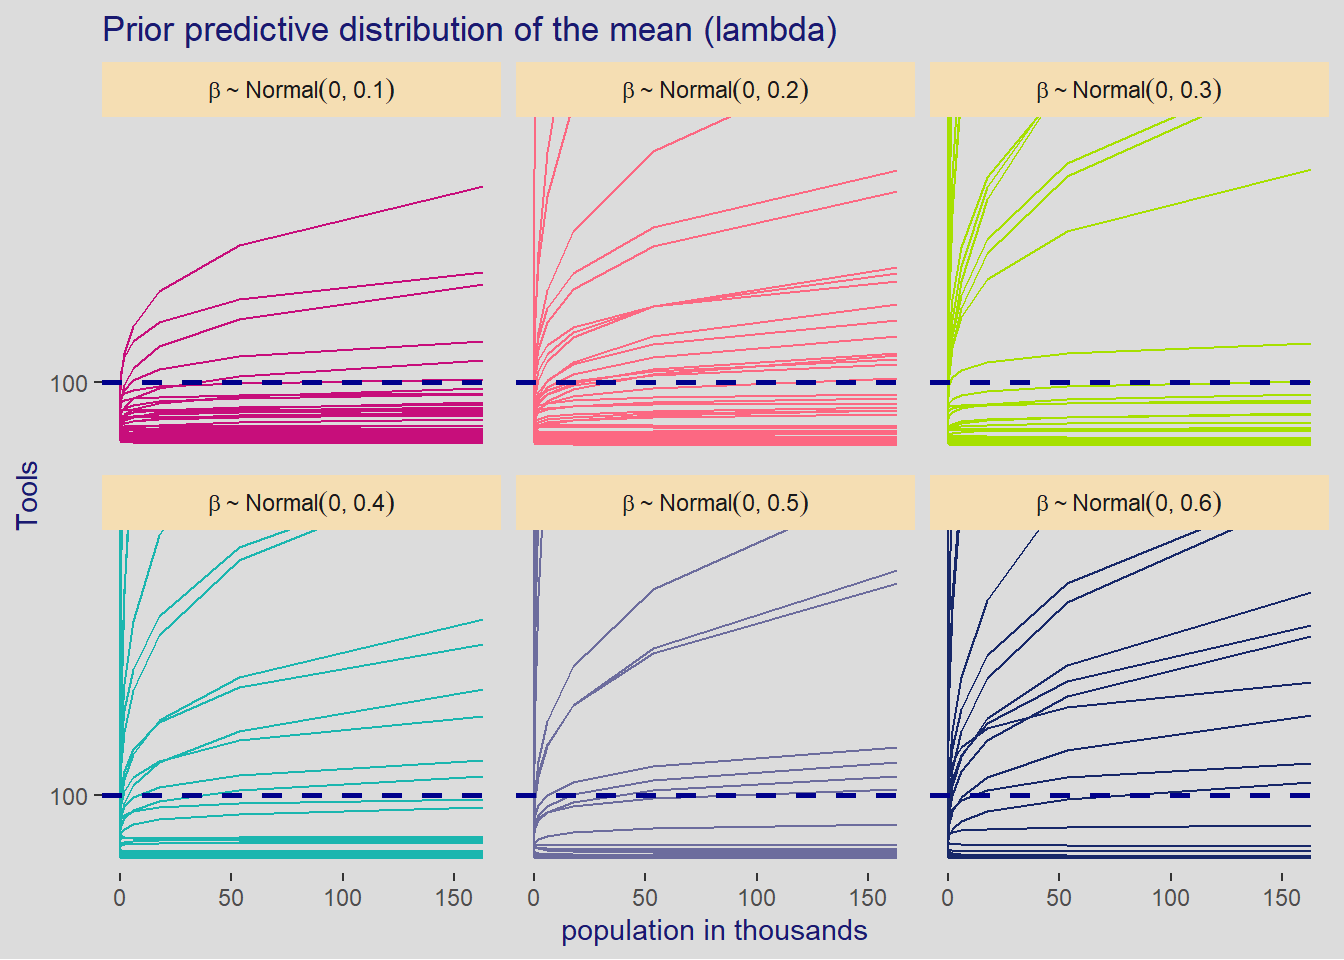 Prior predictive distribution of the mean (lambda)
β ~ Normal(0, 0.1)
β ~ Normal(0, 0.2)
β ~ Normal(0, 0.3)
100
Tools
β ~ Normal(0, 0.4)
β ~ Normal(0, 0.5)
β ~ Normal(0, 0.6)
100
0 50 100 150
0 50 100 150
0 50 100 150
population in thousands